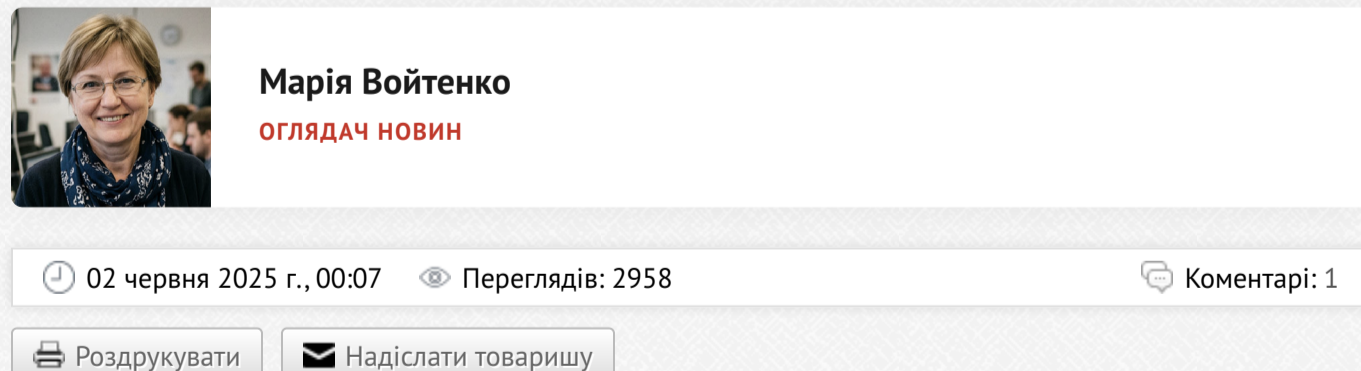 Марія Войтенко
ОГЛЯДАЧ НОВИН
02 червня 2025 г., 00:07 Переглядів: 2958 Коментарі: 1
Роздрукувати Надіслати товаришу